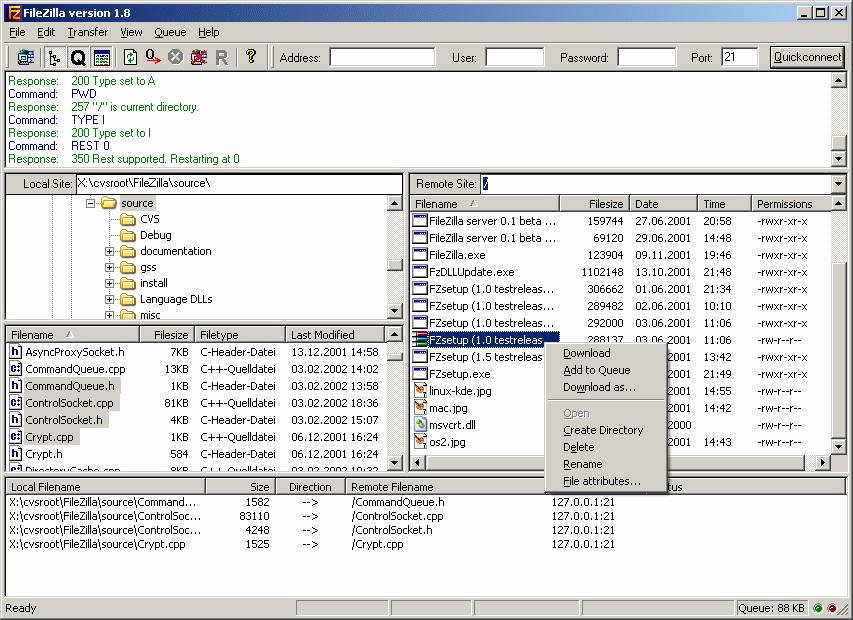 FileZilla version 1.8
File Edit Transfer View Queue Help
Address: User: Password: Port: 21 Quickconnect
Response: 200 Type set to A
Command: PWD
Response: 257 "/" is current directory.
Command: TYPE I
Response: 200 Type set to I
Command: REST 0
Response: 350 Rest supported. Restarting at 0
Local Site: X:\cvsroot\FileZilla\source\
source
CVS
Debug
documentation
gss
install
Language DLLs
misc
Filename Filesize Filetype Last Modified
AsyncProxySocket.h 7KB C-Header-Datei 13.12.2001 14:58
CommandQueue.cpp 13KB C++-Quelldatei 03.02.2002 14:02
CommandQueue.h 1KB C-Header-Datei 03.02.2002 13:58
ControlSocket.cpp 81KB C++-Quelldatei 03.02.2002 18:36
ControlSocket.h 4KB C-Header-Datei 03.02.2002 15:07
Crypt.cpp 1KB C++-Quelldatei 06.12.2001 16:24
Crypt.h 584 C-Header-Datei 06.12.2001 16:24
DirectoryCache.cpp 8KB C++-Quelldatei 03.02.2002 10:32
Remote Site: /
Filename Filesize Date Time Permissions
FileZilla server 0.1 beta ... 159744 27.06.2001 20:58 -rwxr-xr-x
FileZilla server 0.1 beta ... 69120 29.06.2001 14:48 -rwxr-xr-x
FileZilla.exe 123904 09.11.2001 19:46 -rwxr-xr-x
FzDLLUpdate.exe 1102148 13.10.2001 21:48 -rwxr-xr-x
FZsetup (1.0 testreleas... 306662 01.06.2001 21:34 -rwxr-xr-x
FZsetup (1.0 testreleas... 289482 02.06.2001 10:10 -rwxr-xr-x
FZsetup (1.0 testreleas... 292000 03.06.2001 11:06 -rwxr-xr-x
FZsetup (1.0 testreleas... 288137 03.06.2001 11:06 -rw-r--r--
FZsetup (1.5 testreleas 2001 13:42 -rwxr-xr-x
FZsetup.exe 2001 21:49 -rwxr-xr-x
linux-kde.jpg 2001 14:55 -rw-r--r--
mac.jpg 2001 14:42 -rw-r--r--
msvcrt.dll 2000 -rw-r--r--
os2.jpg 2001 14:43 -rw-r--r--
Download
Add to Queue
Download as...
Open
Create Directory
Delete
Rename
File attributes...
Local Filename Size Direction Remote Filename tus
X:\cvsroot\FileZilla\source\Command... 1582 --> /CommandQueue.h 127.0.0.1:21
X:\cvsroot\FileZilla\source\ControlSoc... 83110 --> /ControlSocket.cpp 127.0.0.1:21
X:\cvsroot\FileZilla\source\ControlSoc... 4248 --> /ControlSocket.h 127.0.0.1:21
X:\cvsroot\FileZilla\source\Crypt.cpp 1525 --> /Crypt.cpp 127.0.0.1:21
Ready Queue: 88 KB